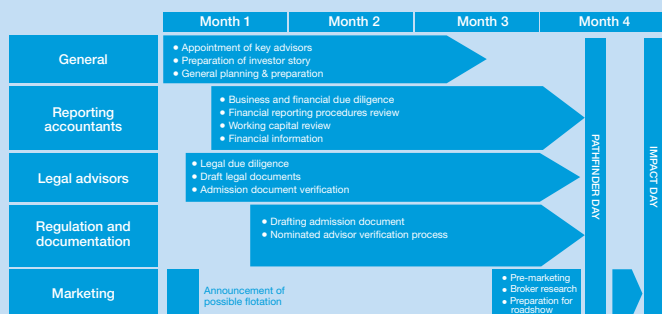 Month 1
Month 2
Month 3
Month 4
General
• Appointment of key advisors
• Preparation of investor story
• General planning & preparation
Reporting
accountants
• Business and financial due diligence
• Financial reporting procedures review
• Working capital review
• Financial information
Legal advisors
• Legal due diligence
• Draft legal documents
• Admission document verification
Regulation and
documentation
• Drafting admission document
• Nominated advisor verification process
Marketing
Announcement of
possible flotation
• Pre-marketing
• Broker research
• Preparation for
roadshow
PATHFINDER DAY
IMPACT DAY